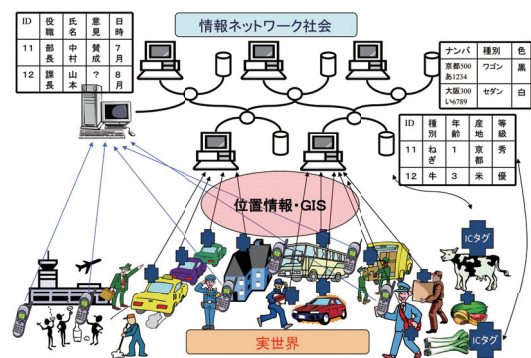 情報ネットワーク社会
ID 役職 氏名 意見 日時
11 部長 中村 賛成 7月
12 課長 山本 ? 8月
ナンバ 種別 色
京都500あ1234 ワゴン 黒
大阪300い6789 セダン 白
ID 種別 年齢 産地 等級
11 ねぎ 1 京都 秀
12 牛 3 米 優
位置情報・GIS
ICタグ
ICタグ
実世界